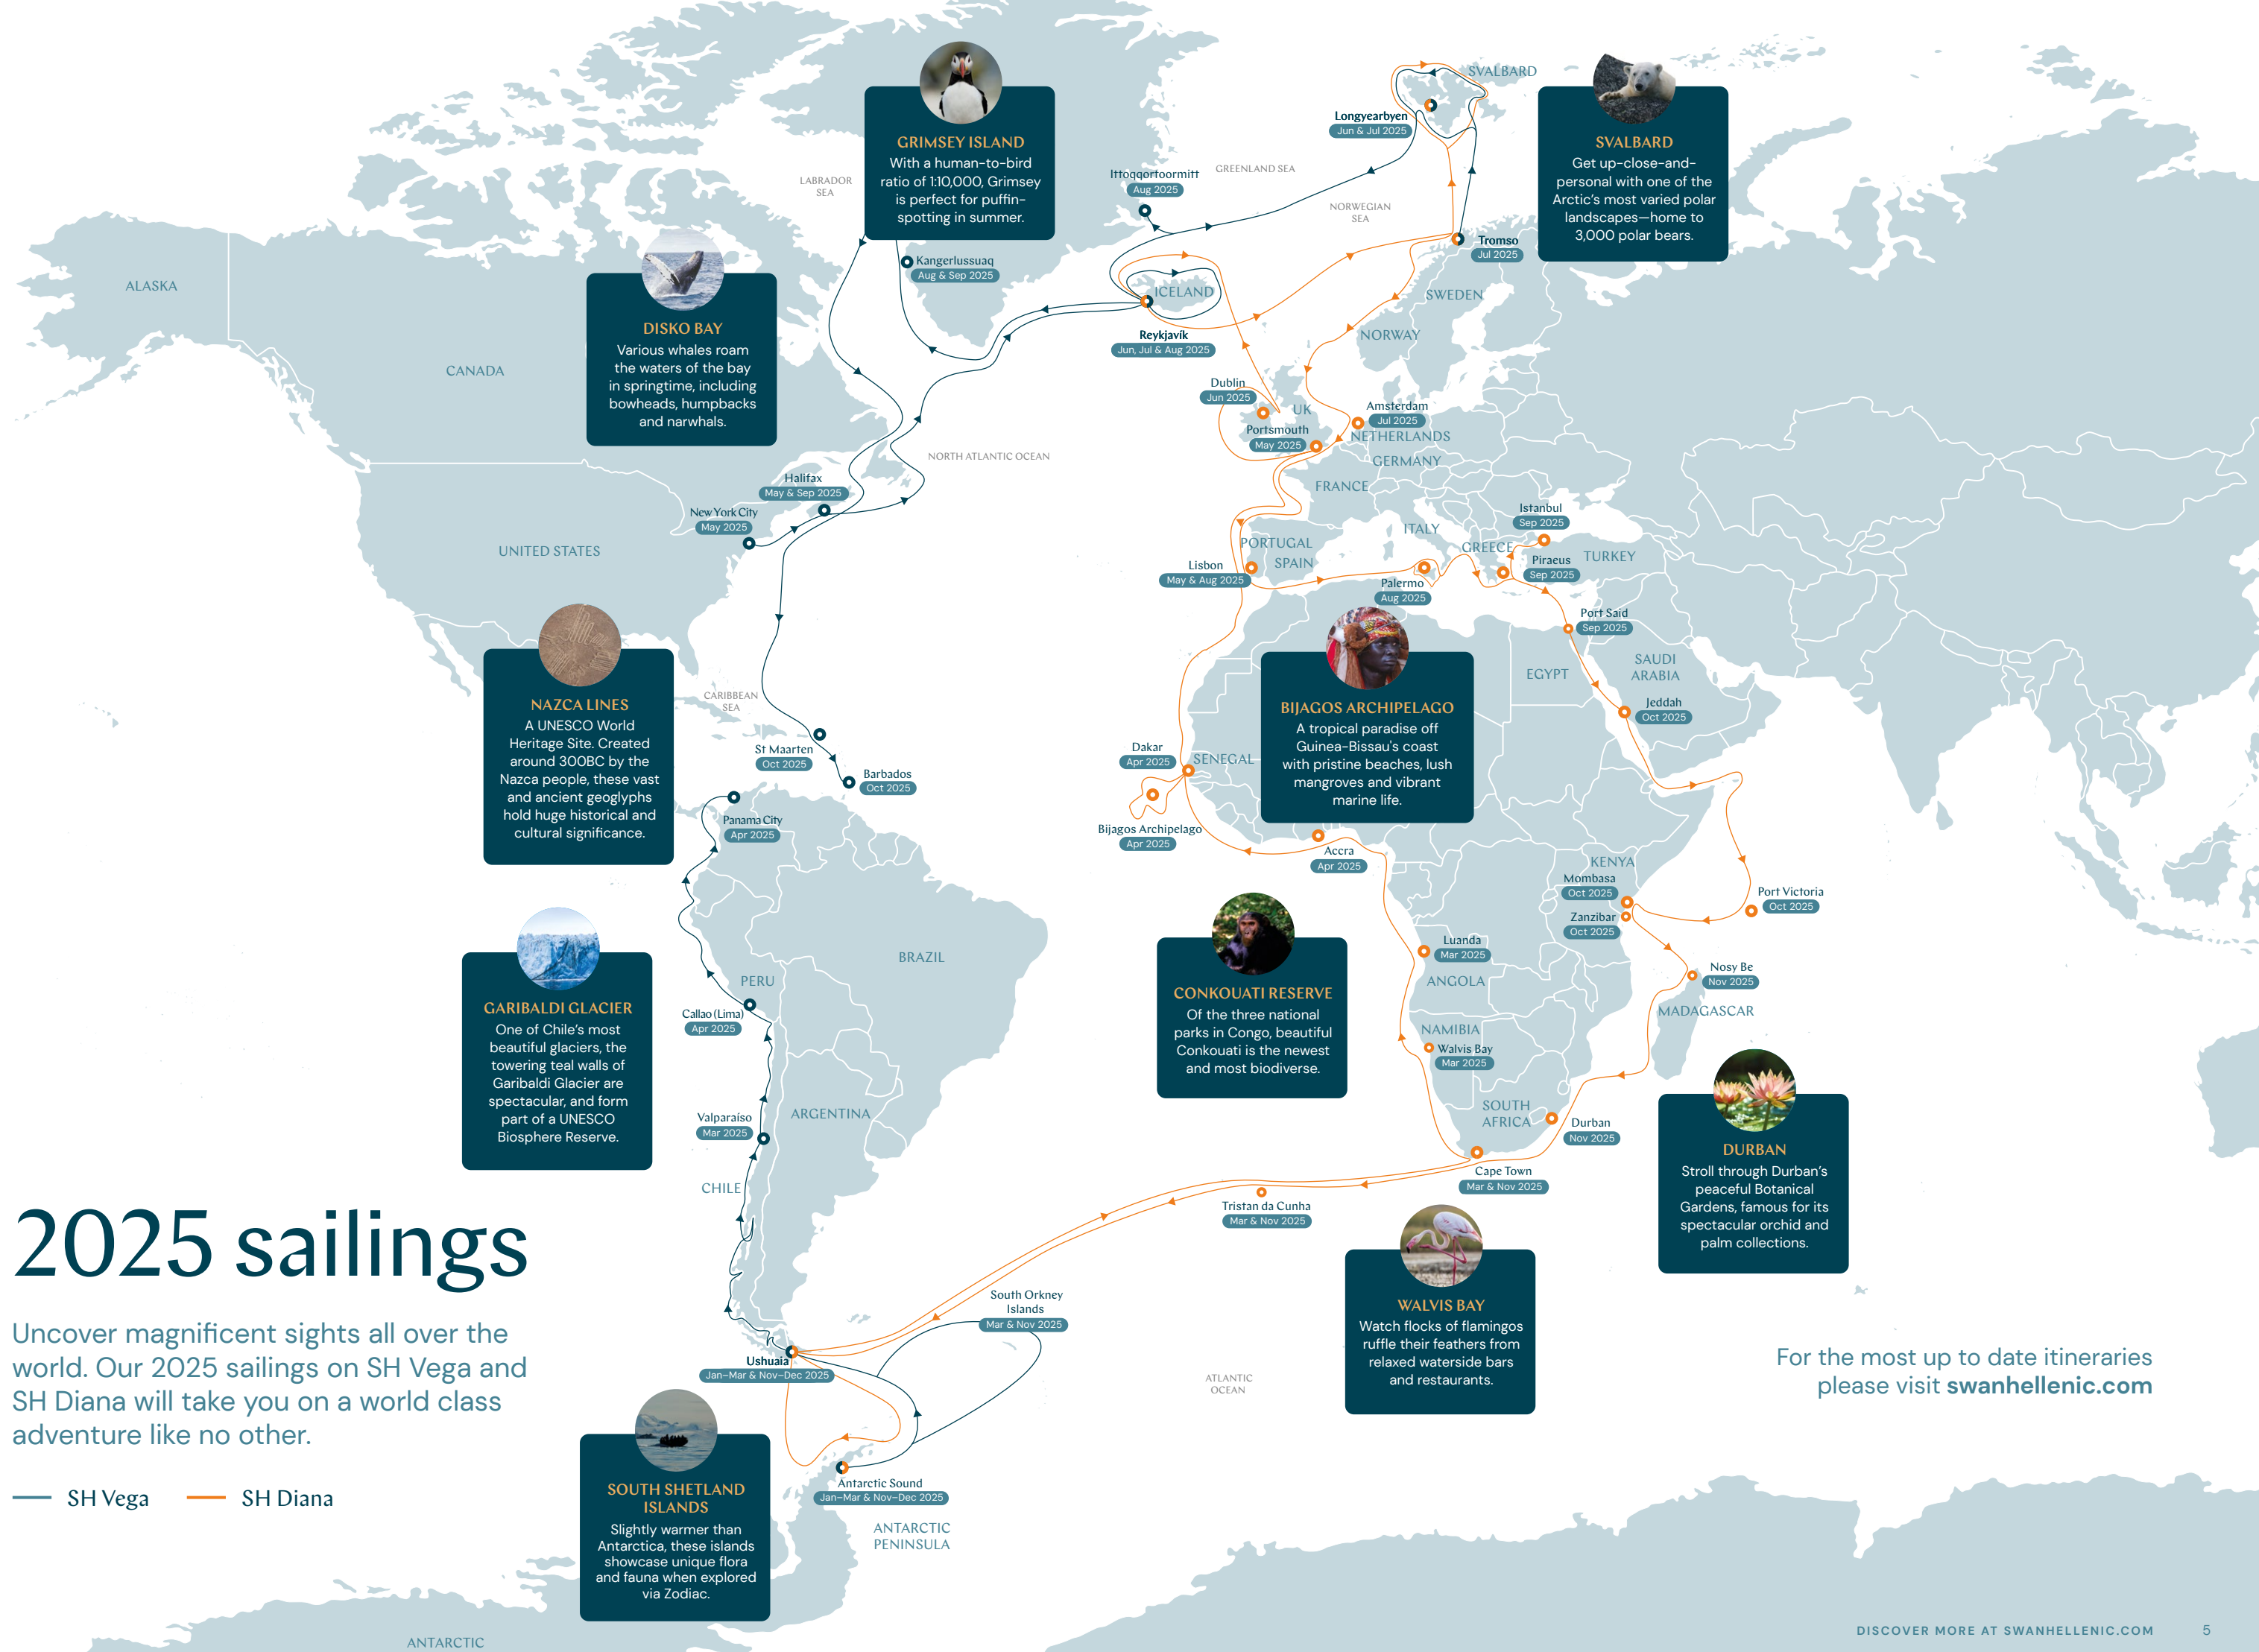 SVALBARD
Longyearbyen
Jun & Jul 2025
GRIMSEY ISLAND
With a human-to-bird
ratio of 1:10,000, Grimsey
is perfect for puffin-
spotting in summer.
SVALBARD
Get up-close-and-
personal with one of the
Arctic's most varied polar
landscapes—home to
3,000 polar bears.
LABRADOR
SEA
Ittoqqortoormitt
Aug 2025
GREENLAND SEA
NORWEGIAN
SEA
Tromso
Jul 2025
Kangerlussuaq
Aug & Sep 2025
ALASKA
ICELAND
SWEDEN
Reykjavík
Jun, Jul & Aug 2025
NORWAY
DISKO BAY
Various whales roam
the waters of the bay
in springtime, including
bowheads, humpbacks
and narwhals.
CANADA
Dublin
Jun 2025
UK
Amsterdam
Jul 2025
Portsmouth
May 2025
NETHERLANDS
NORTH ATLANTIC OCEAN
GERMANY
FRANCE
Halifax
May & Sep 2025
New York City
May 2025
Istanbul
Sep 2025
ITALY
UNITED STATES
PORTUGAL
SPAIN
GREECE
TURKEY
Lisbon
May & Aug 2025
Piraeus
Sep 2025
Palermo
Aug 2025
Port Said
Sep 2025
SAUDI
ARABIA
EGYPT
CARIBBEAN
SEA
NAZCA LINES
A UNESCO World
Heritage Site. Created
around 300BC by the
Nazca people, these vast
and ancient geoglyphs
hold huge historical and
cultural significance.
BIJAGOS ARCHIPELAGO
A tropical paradise off
Guinea-Bissau's coast
with pristine beaches, lush
mangroves and vibrant
marine life.
Jeddah
Oct 2025
St Maarten
Oct 2025
Barbados
Oct 2025
Dakar
Apr 2025
SENEGAL
Panama City
Apr 2025
Bijagos Archipelago
Apr 2025
Accra
Apr 2025
KENYA
Mombasa
Oct 2025
Port Victoria
Oct 2025
Zanzibar
Oct 2025
Luanda
Mar 2025
BRAZIL
PERU
ANGOLA
Nosy Be
Nov 2025
MADAGASCAR
GARIBALDI GLACIER
One of Chile's most
beautiful glaciers, the
towering teal walls of
Garibaldi Glacier are
spectacular, and form
part of a UNESCO
Biosphere Reserve.
CONKOUATI RESERVE
Of the three national
parks in Congo, beautiful
Conkouati is the newest
and most biodiverse.
Callao (Lima)
Apr 2025
NAMIBIA
Walvis Bay
Mar 2025
Valparaíso
Mar 2025
ARGENTINA
SOUTH
AFRICA
Durban
Nov 2025
DURBAN
Stroll through Durban's
peaceful Botanical
Gardens, famous for its
spectacular orchid and
palm collections.
Cape Town
Mar & Nov 2025
CHILE
Tristan da Cunha
Mar & Nov 2025
2025 sailings
Uncover magnificent sights all over the
world. Our 2025 sailings on SH Vega and
SH Diana will take you on a world class
adventure like no other.
SH Vega
SH Diana
South Orkney
Islands
Mar & Nov 2025
WALVIS BAY
Watch flocks of flamingos
ruffle their feathers from
relaxed waterside bars
and restaurants.
Ushuaia
Jan–Mar & Nov–Dec 2025
ATLANTIC
OCEAN
For the most up to date itineraries
please visit swanhellenic.com
SOUTH SHETLAND
ISLANDS
Slightly warmer than
Antarctica, these islands
showcase unique flora
and fauna when explored
via Zodiac.
Antarctic Sound
Jan–Mar & Nov–Dec 2025
ANTARCTIC
PENINSULA
ANTARCTIC
DISCOVER MORE AT SWANHELLENIC.COM
5